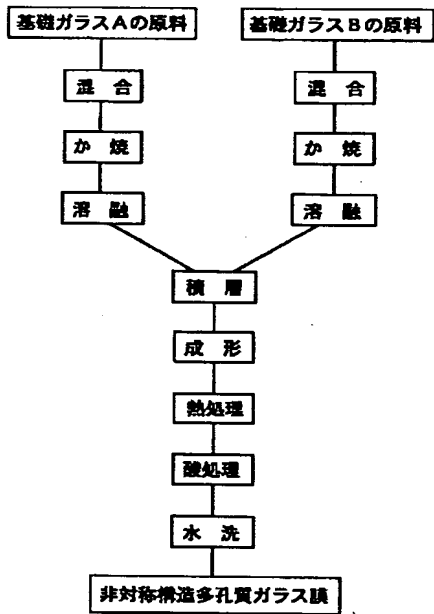 基礎ガラスAの原料
基礎ガラスBの原料
混 合
混 合
か 焼
か 焼
溶 融
溶 融
積 層
成 形
熱処理
酸処理
水 洗
非対称構造多孔質ガラス膜